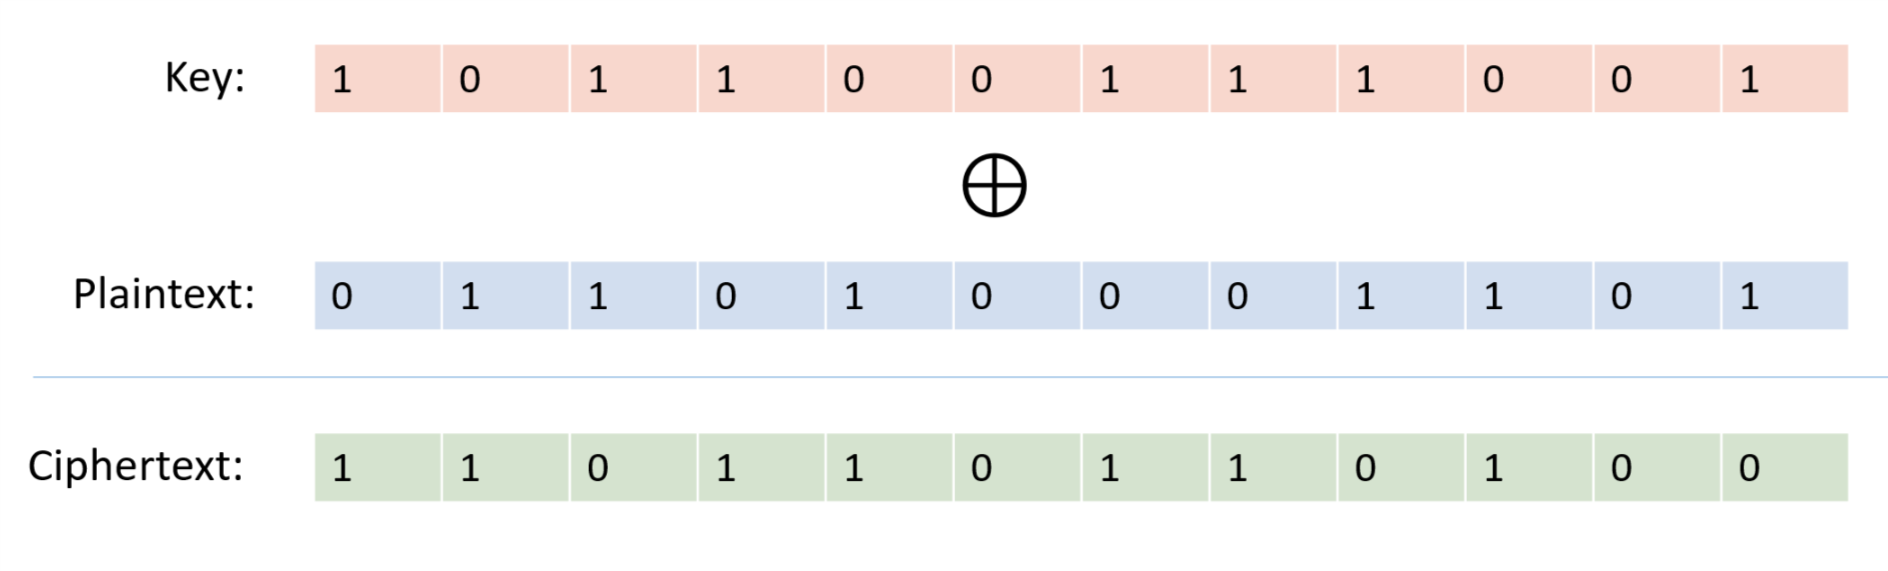 Key: 1 0 1 1 0 0 1 1 1 0 0 1
⊕
Plaintext: 0 1 1 0 1 0 0 0 1 1 0 1
Ciphertext: 1 1 0 1 1 0 1 1 0 1 0 0